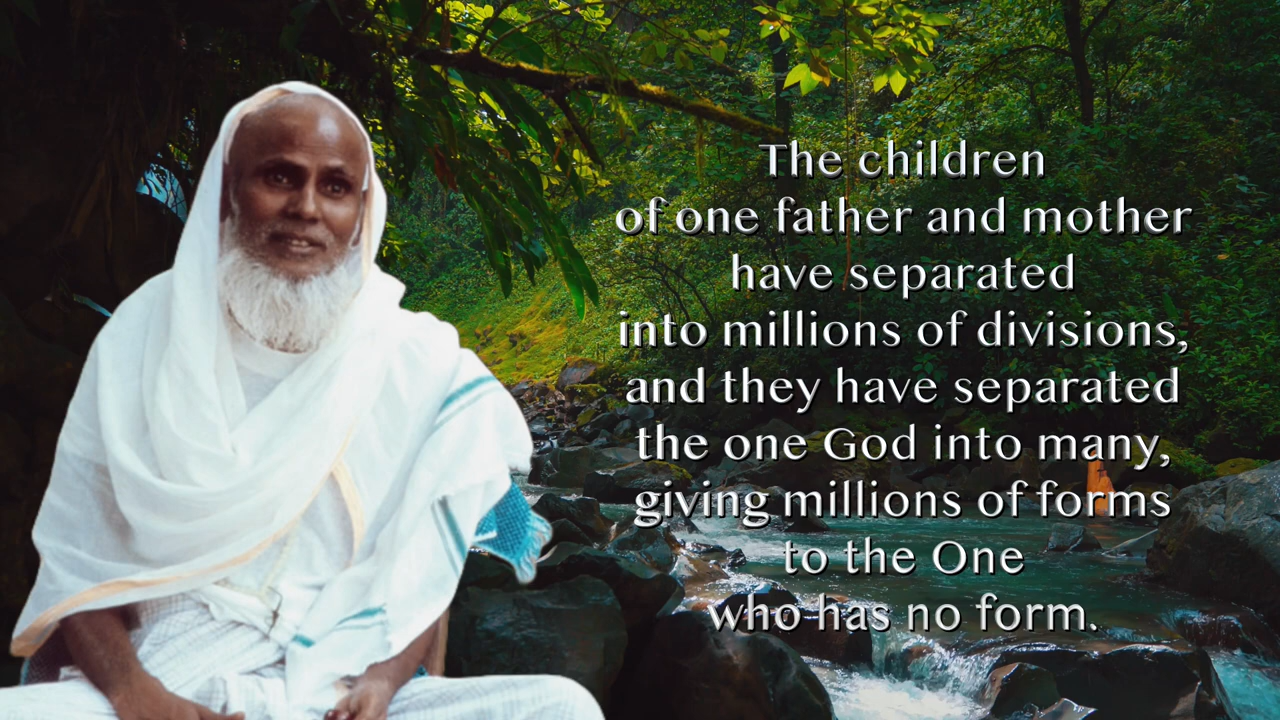 The children
of one father and mother
have separated
into millions of divisions,
and they have separated
the one God into many,
giving millions of forms
to the One
who has no form.